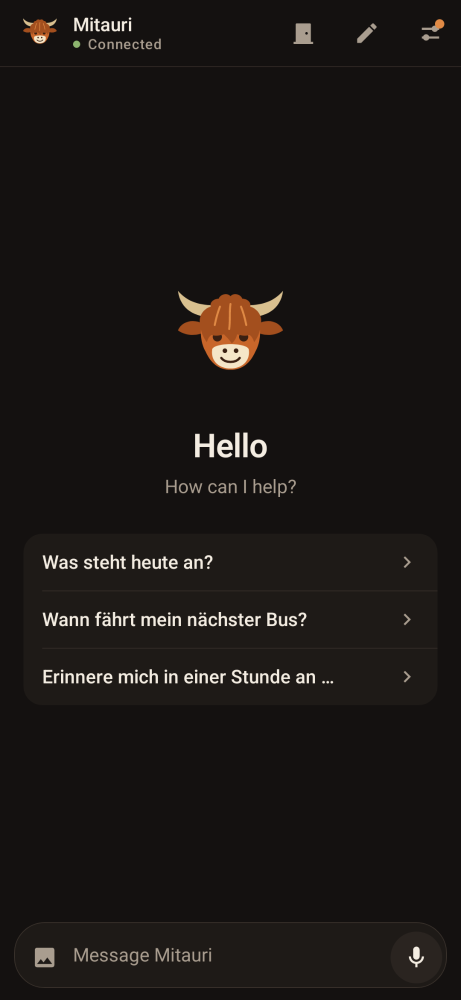 Mitauri
Connected
Hello
How can I help?
Was steht heute an?
Wann fährt mein nächster Bus?
Erinnere mich in einer Stunde an …
Message Mitauri